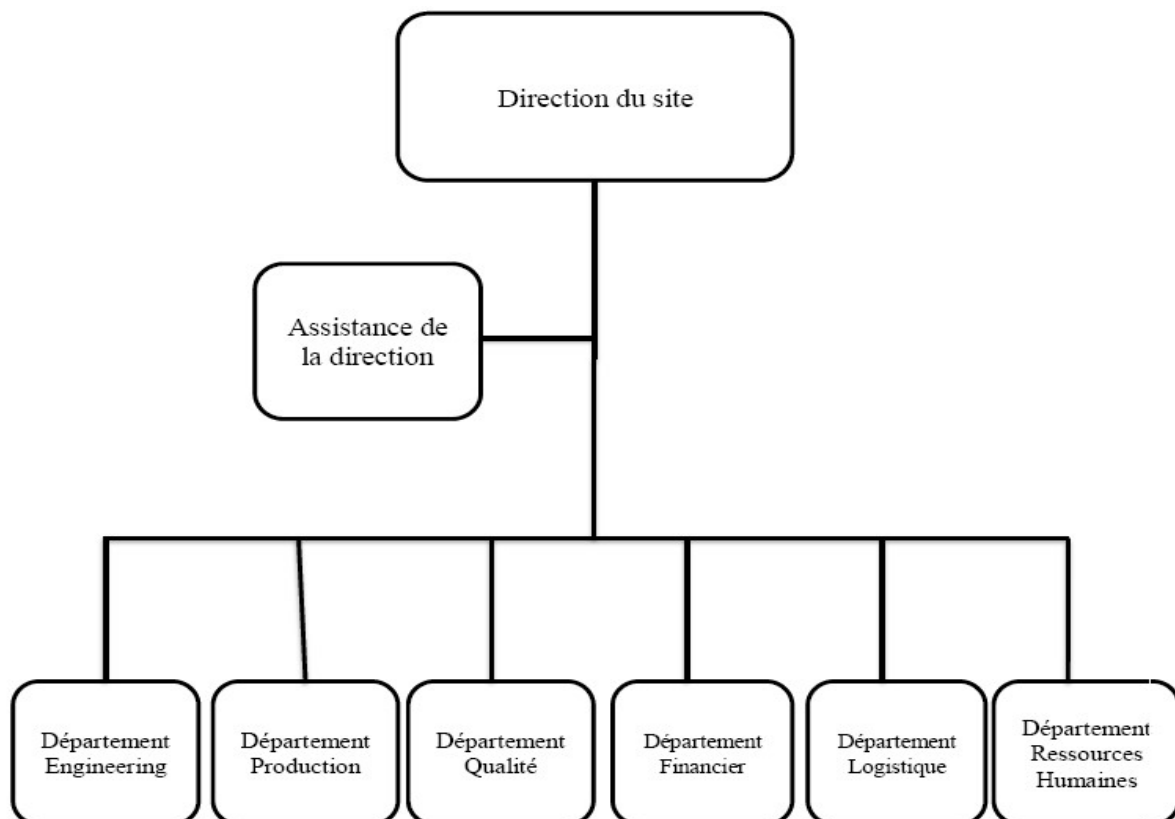 Direction du site
Assistance de
la direction
Département
Engineering
Département
Production
Département
Qualité
Département
Financier
Département
Logistique
Département
Ressources
Humaines